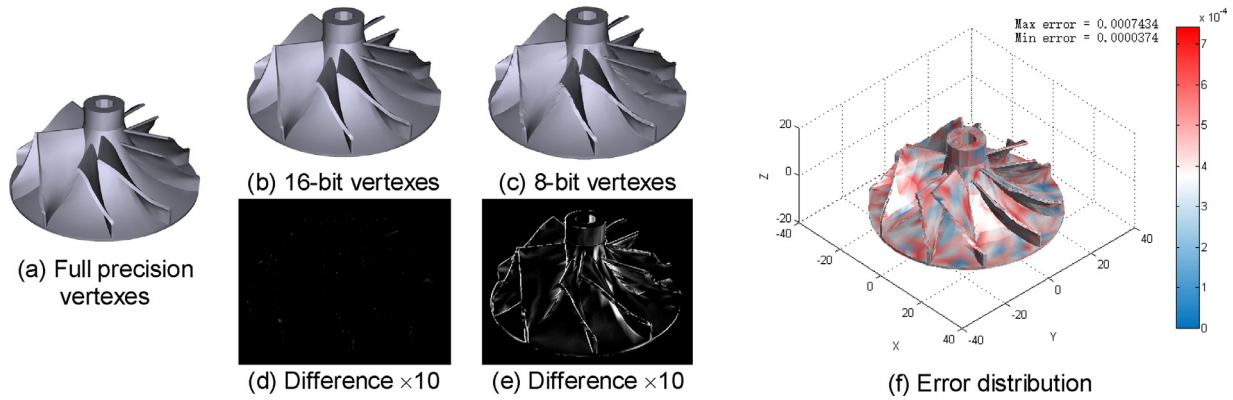 (a) Full precision
vertexes
(b) 16-bit vertexes
(c) 8-bit vertexes
(d) Difference ×10
(e) Difference ×10
Max error = 0.0007434
Min error = 0.0000374
x 10⁻⁴
7
6
5
4
3
2
1
0
20
0
-20
Z
-40
-20
0
20
40
X
-40
-20
0
20
40
Y
(f) Error distribution